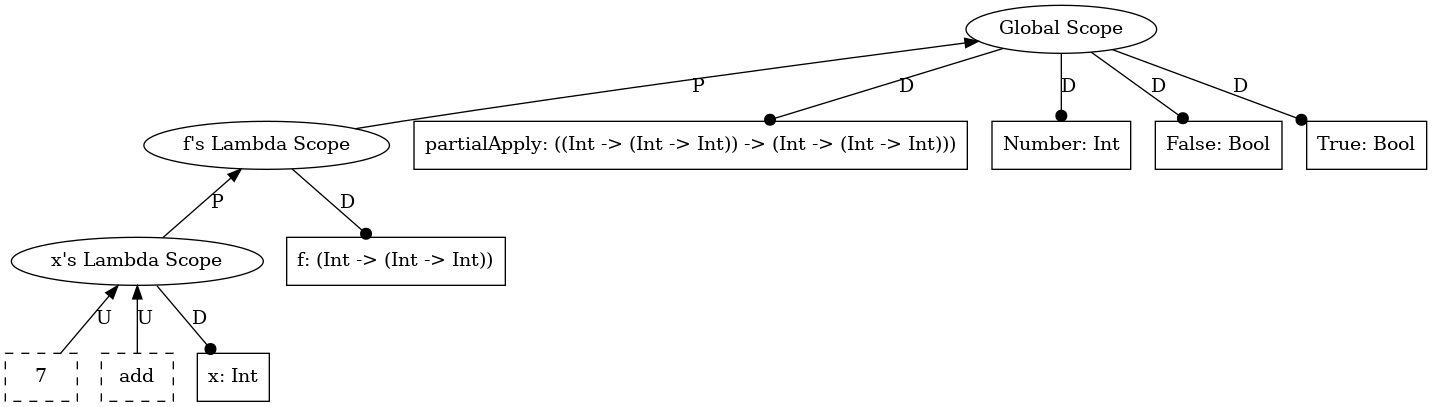 Global Scope
P
D
D
D
D
f's Lambda Scope
partialApply: ((Int -> (Int -> Int)) -> (Int -> (Int -> Int)))
Number: Int
False: Bool
True: Bool
P
D
x's Lambda Scope
f: (Int -> (Int -> Int))
U
U
D
7
add
x: Int